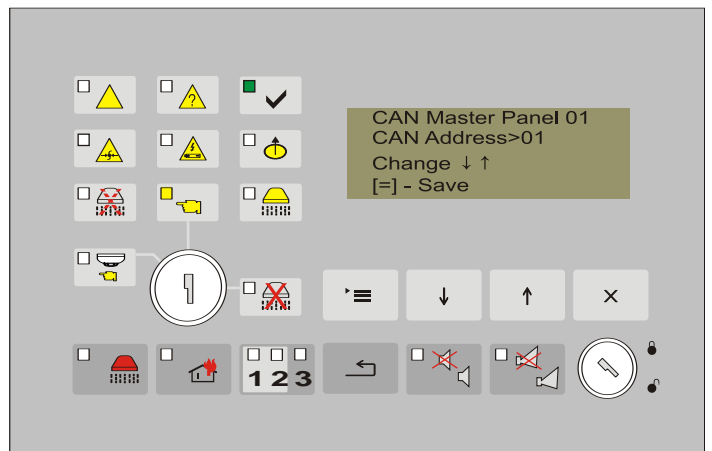 ?
CAN Master Panel 01
CAN Address>01
Change ↓ ↑
[=] - Save
↓ ↑ ×
1 2 3